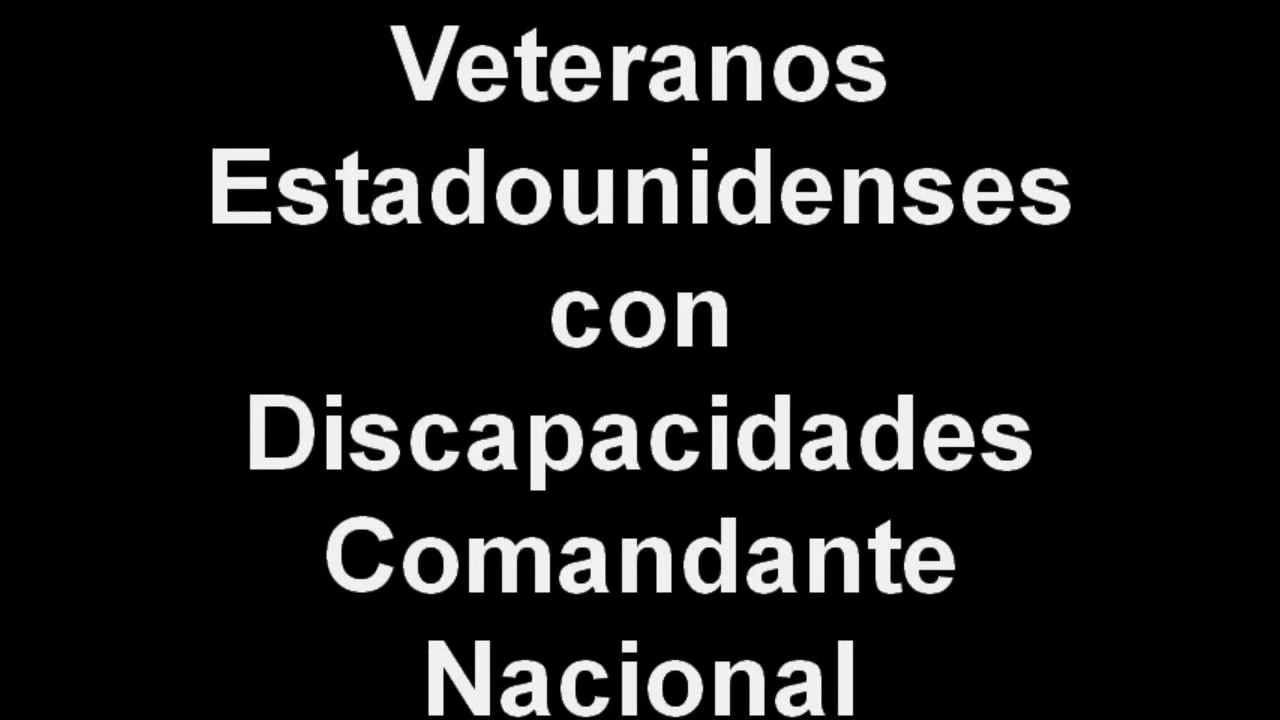 Veteranos
Estadounidenses
con
Discapacidades
Comandante
Nacional